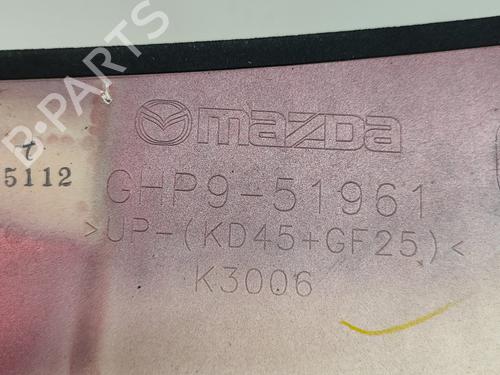 mazda
5112
GHP9-51961
>UP-(KD45+GF25)<
K3006
B-PARTS